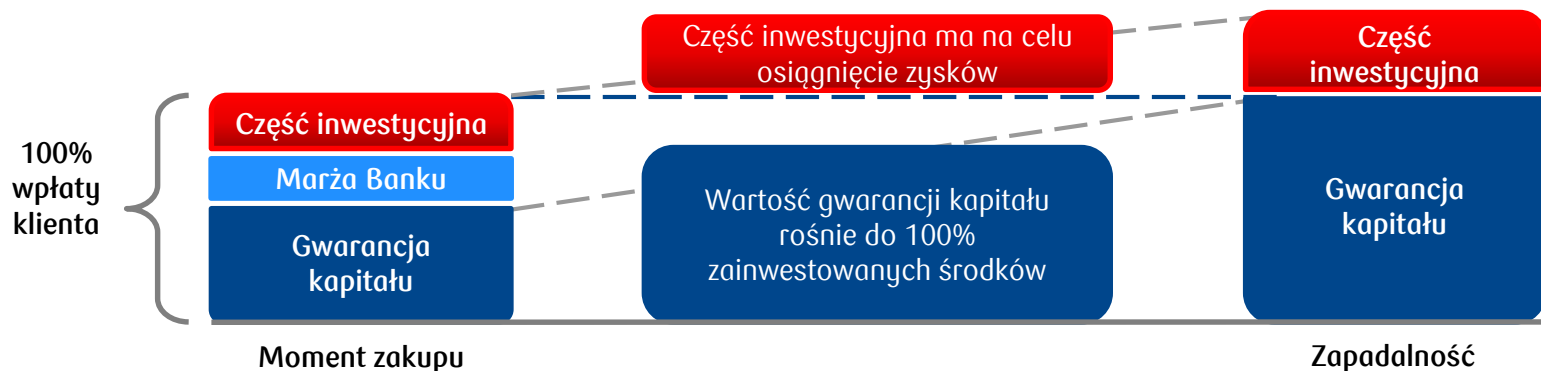 100%
wpłaty
klienta
Część inwestycyjna
Marża Banku
Gwarancja
kapitału
Moment zakupu
Część inwestycyjna ma na celu
osiągnięcie zysków
Wartość gwarancji kapitału
rośnie do 100%
zainwestowanych środków
Część
inwestycyjna
Gwarancja
kapitału
Zapadalność